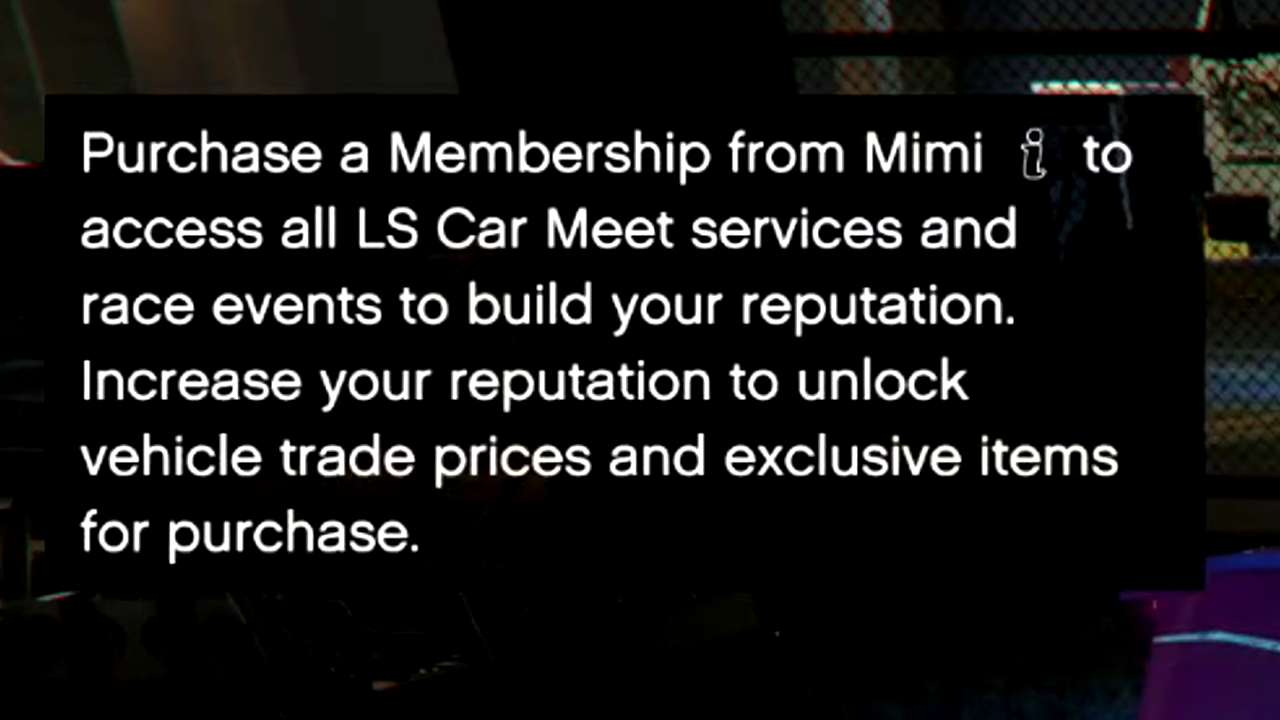 Purchase a Membership from Mimi i to
access all LS Car Meet services and
race events to build your reputation.
Increase your reputation to unlock
vehicle trade prices and exclusive items
for purchase.